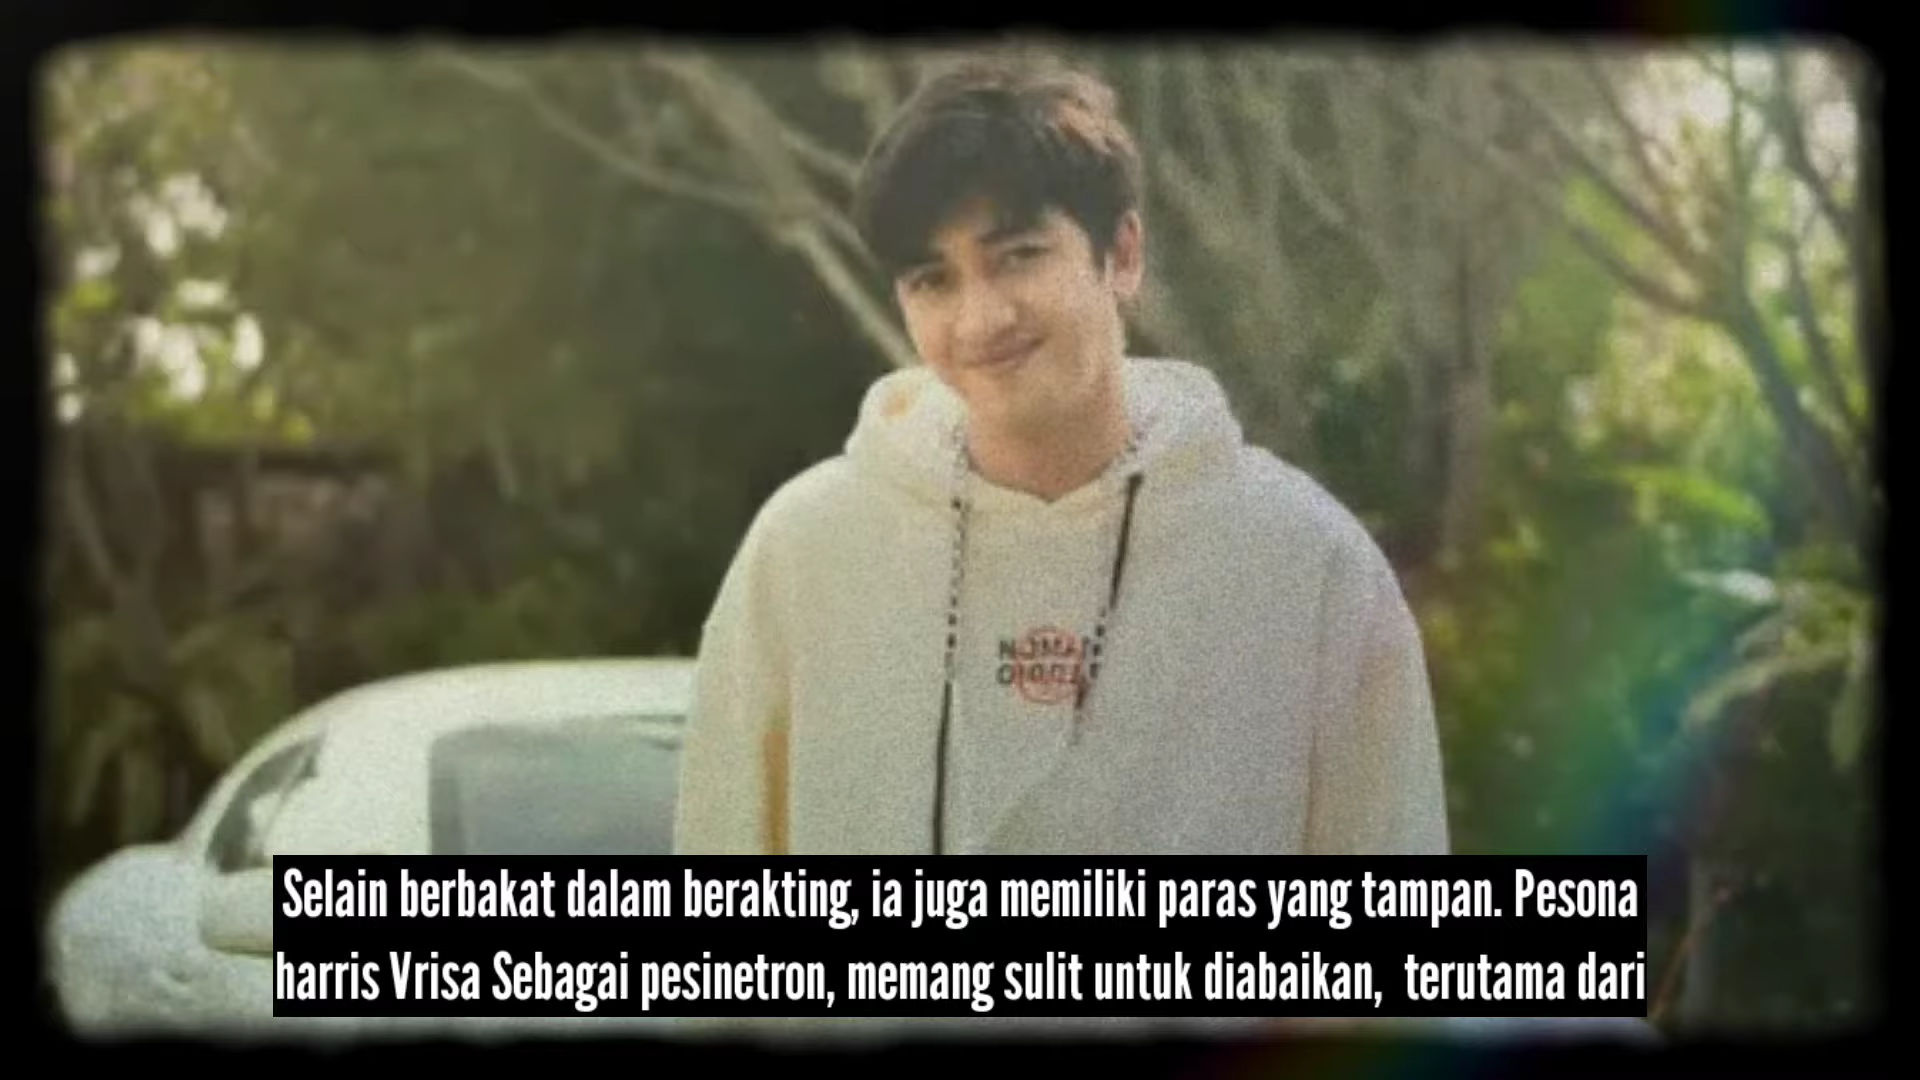 Selain berbakat dalam berakting, ia juga memiliki paras yang tampan. Pesona
harris Vrisa Sebagai pesinetron, memang sulit untuk diabaikan, terutama dari